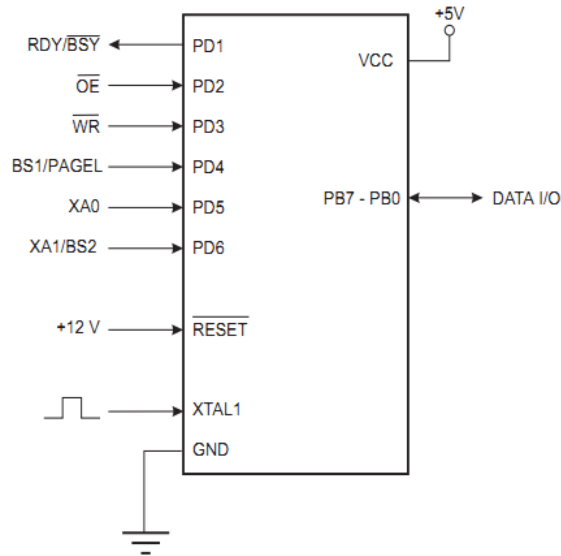 +5V
RDY/BSY PD1
VCC
OE PD2
WR PD3
BS1/PAGEL PD4
XA0 PD5 PB7 - PB0 DATA I/O
XA1/BS2 PD6
+12 V RESET
XTAL1
GND